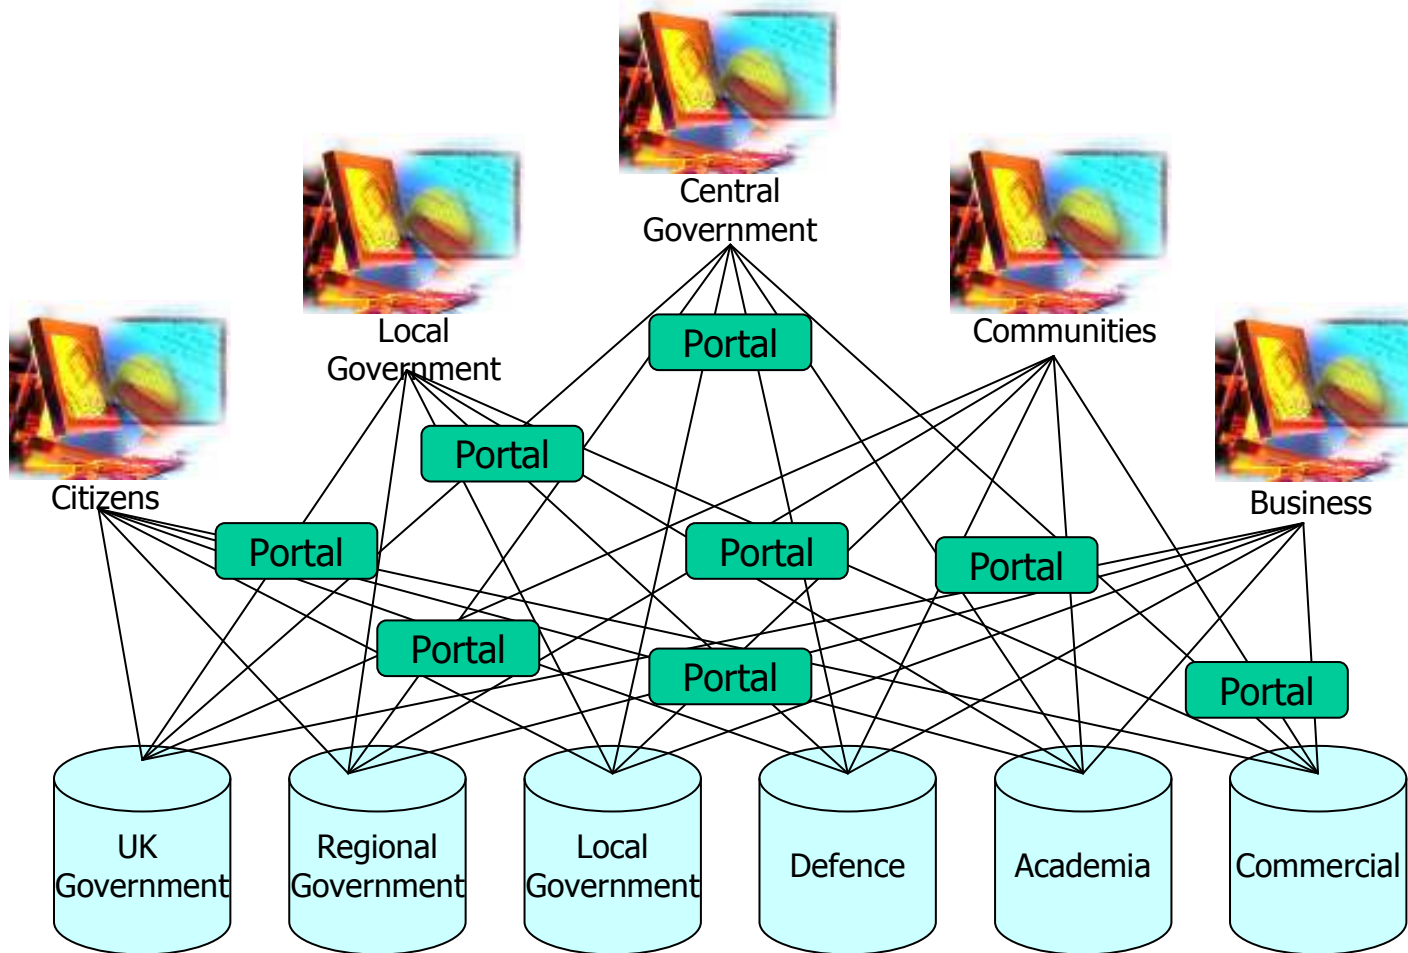 Central
Government
Local
Government
Communities
Citizens
Business
Portal
Portal
Portal
Portal
Portal
Portal
Portal
Portal
UK
Government
Regional
Government
Local
Government
Defence
Academia
Commercial